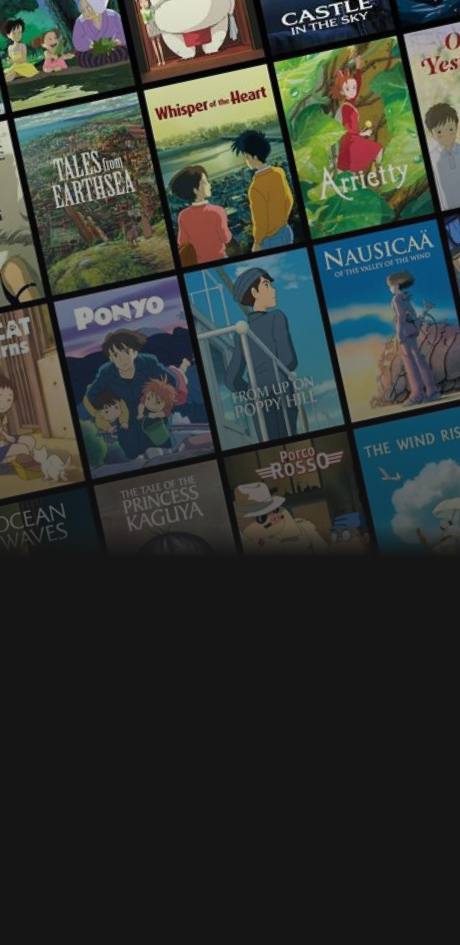 CASTLE
IN THE SKY
O
Yes
Whisper of the Heart
TALES from
EARTHSEA
Arrietty
NAUSICAÄ
OF THE VALLEY OF THE WIND
CAT
rns
PONYO
FROM UP ON
POPPY HILL
Porco
ROSSO
THE WIND RIS
THE TALE OF THE
PRINCESS
KAGUYA
OCEAN
WAVES